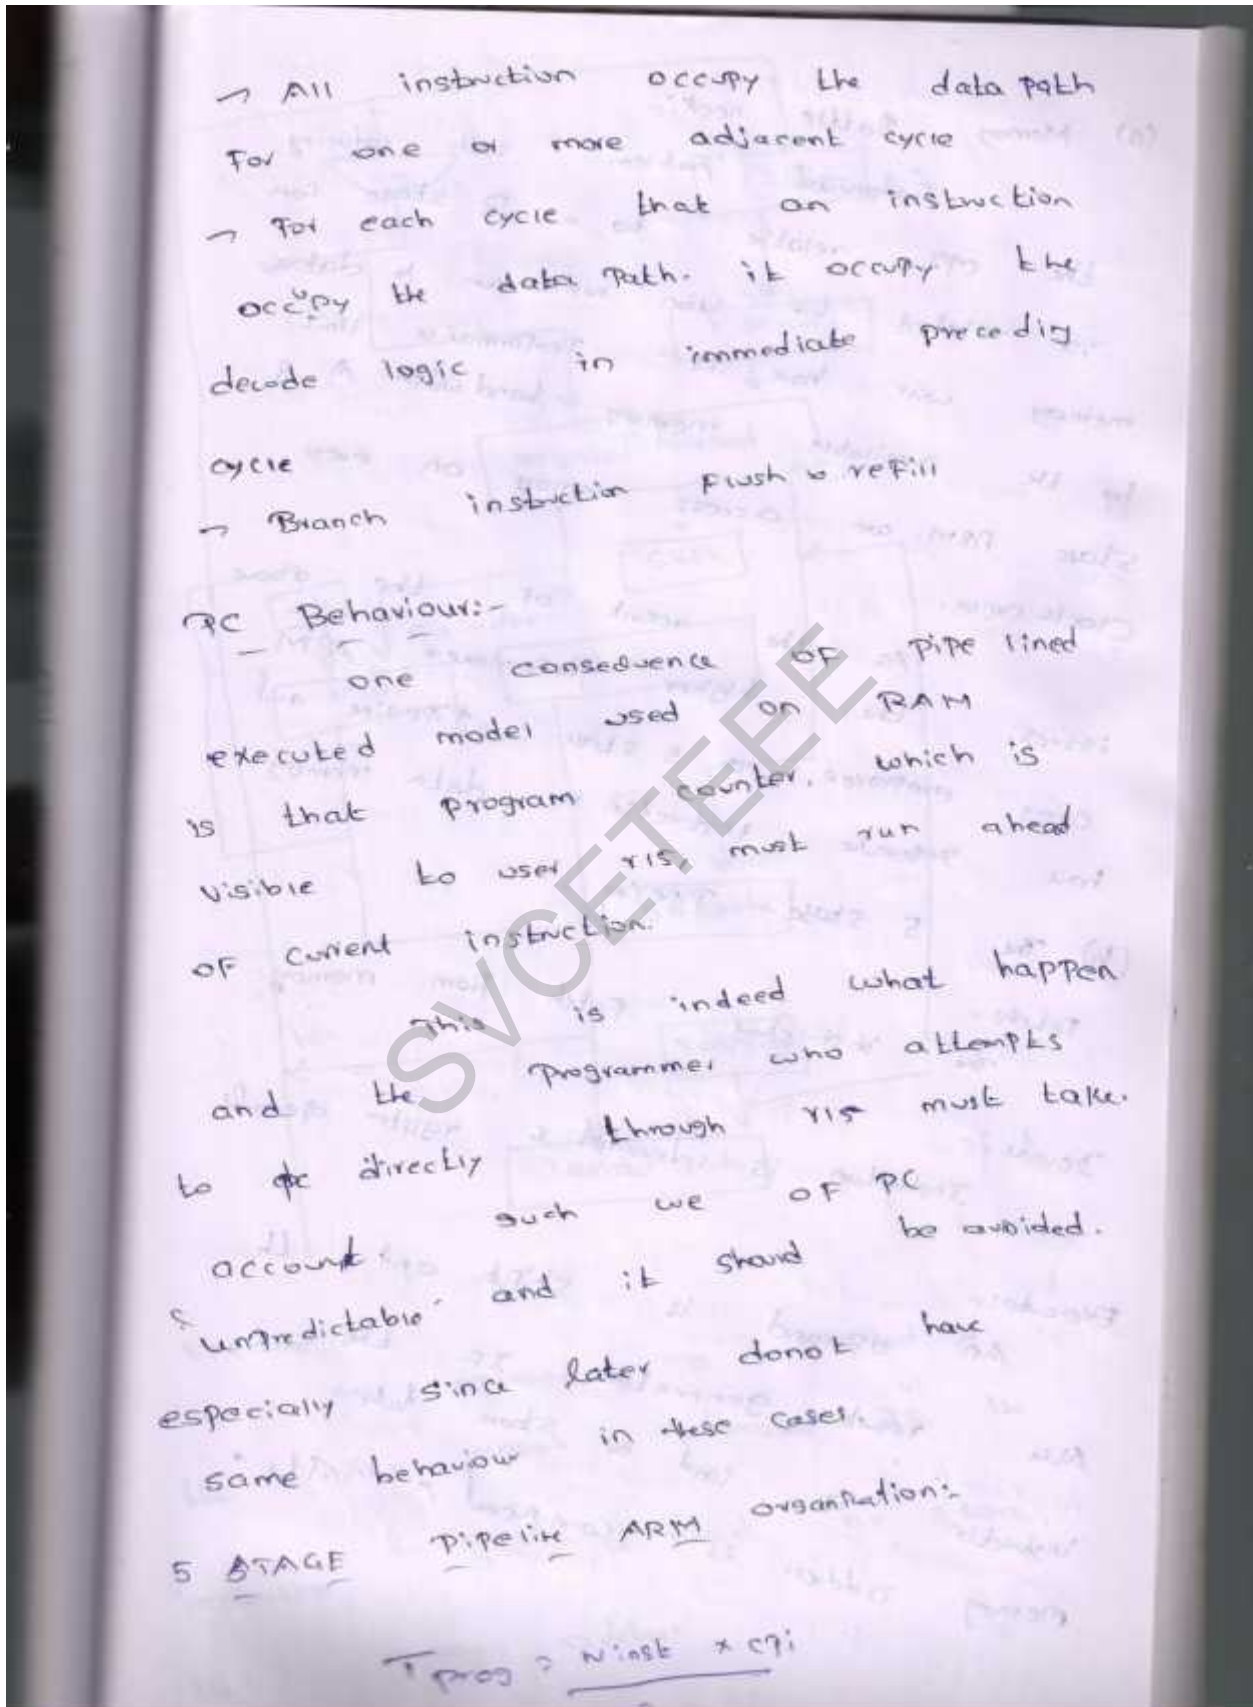 → All instruction occupy the data path
For one or more adjacent cycle
→ For each cycle that an instruction
occupy the data path. it occupy the
decode logic in immediate precedig
cycle
→ Branch instruction Flush & refill
PC Behaviour:-
one consequence of pipe lined
executed model used on RAM
is that program counter. which is
visible to user r15, must run ahead
of current instruction.
This is indeed what happen
and the programmer who attempts
to directly through r15 must take.
account such we of PC
"unpredictable" and it should be avoided.
especially since later donot have
same behaviour in these cases.
5 STAGE Pipeline ARM organization:-
Tprog = Ninst x cpi
SVCETEEE